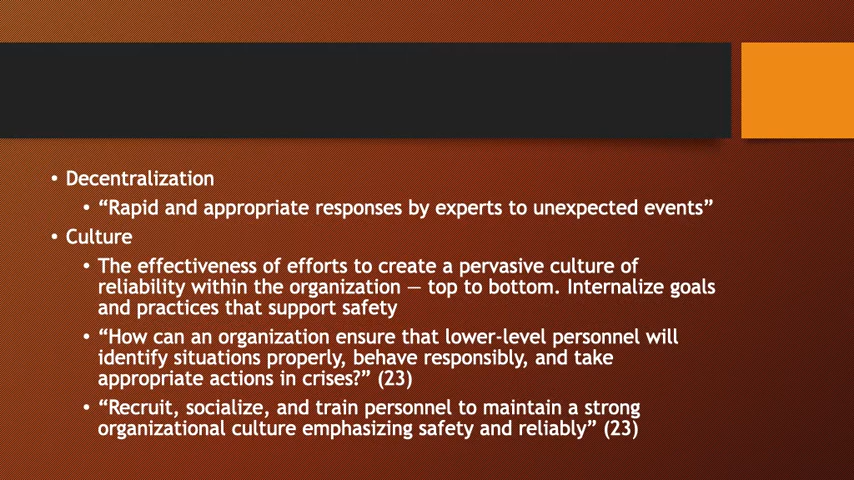 • Decentralization
• “Rapid and appropriate responses by experts to unexpected events”
• Culture
• The effectiveness of efforts to create a pervasive culture of
reliability within the organization — top to bottom. Internalize goals
and practices that support safety
• “How can an organization ensure that lower-level personnel will
identify situations properly, behave responsibly, and take
appropriate actions in crises?” (23)
• “Recruit, socialize, and train personnel to maintain a strong
organizational culture emphasizing safety and reliably” (23)